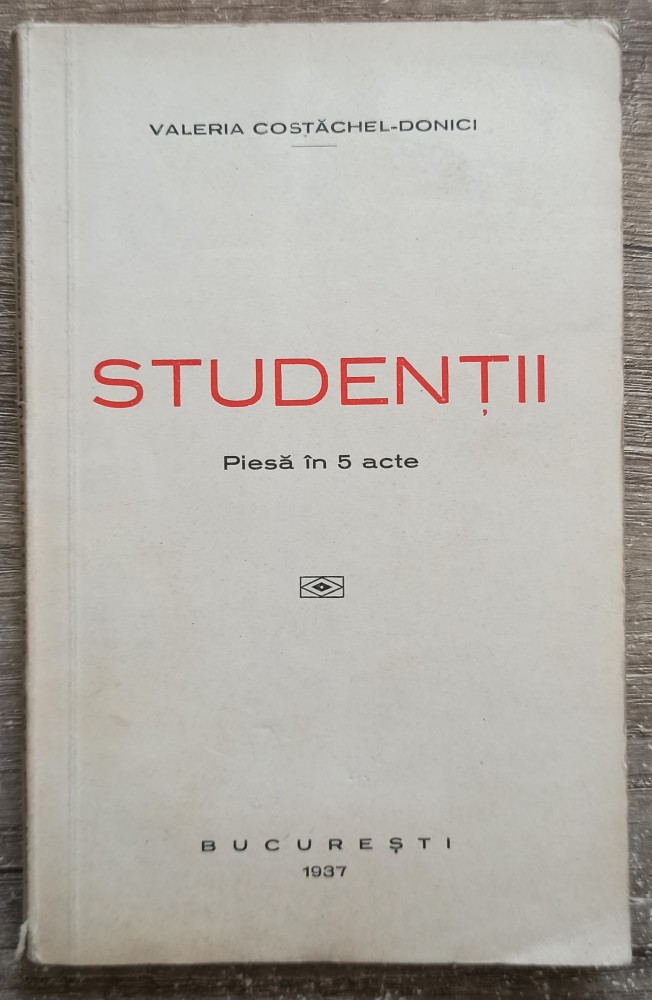 VALERIA COSTĂCHEL-DONICI
STUDENȚII
Piesă în 5 acte
BUCUREȘTI
1937